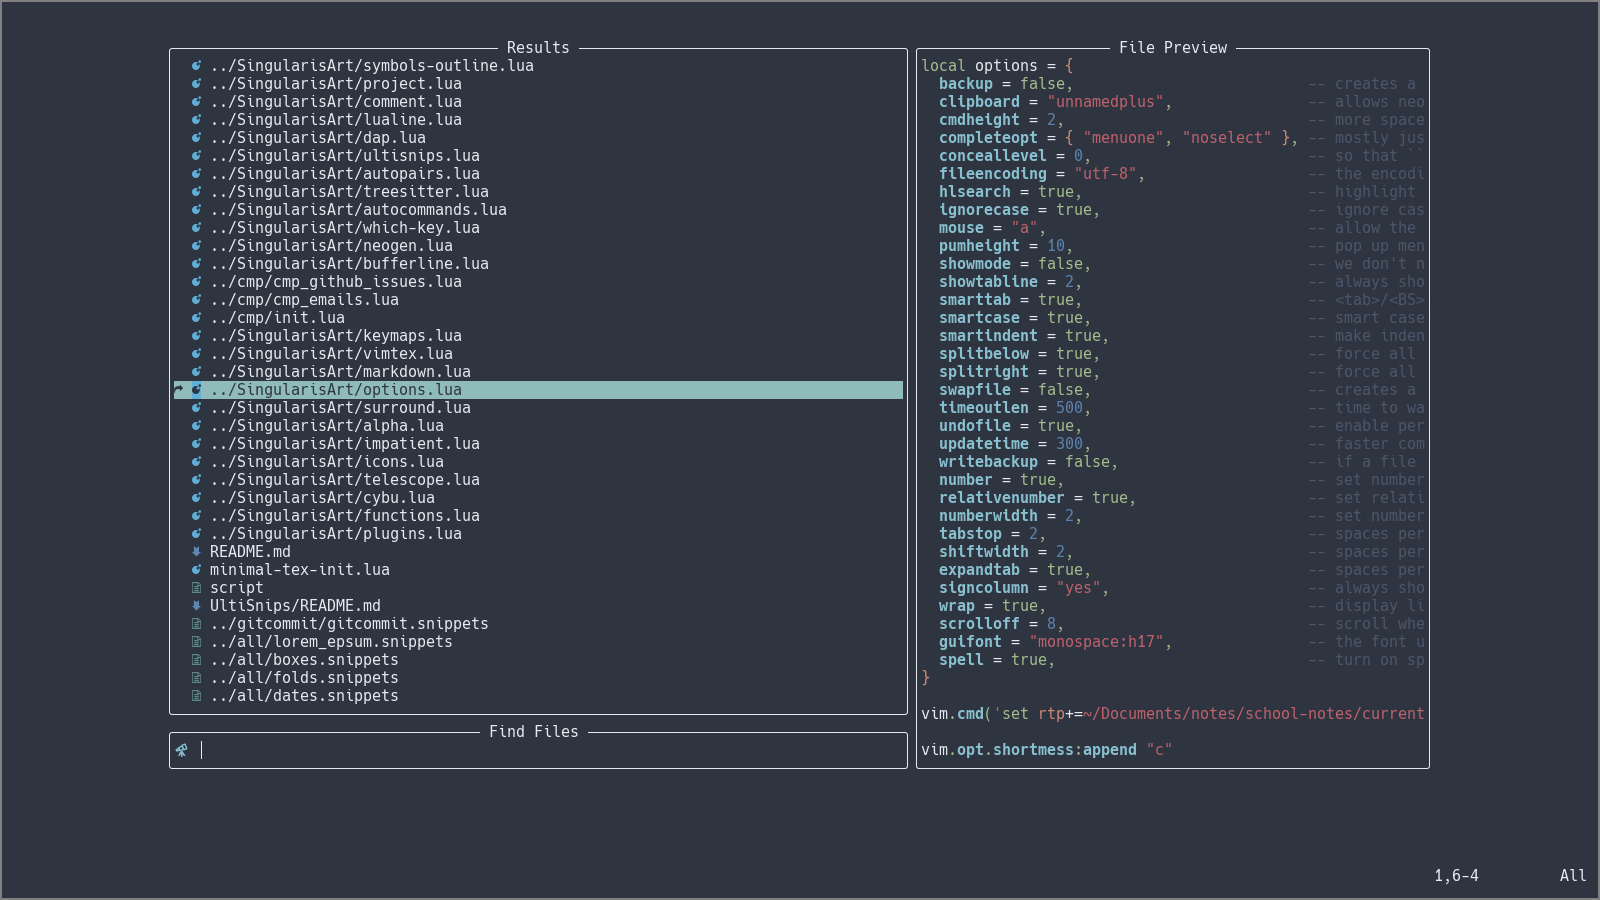 Results
../SingularisArt/symbols-outline.lua
../SingularisArt/project.lua
../SingularisArt/comment.lua
../SingularisArt/lualine.lua
../SingularisArt/dap.lua
../SingularisArt/ultisnips.lua
../SingularisArt/autopairs.lua
../SingularisArt/treesitter.lua
../SingularisArt/autocommands.lua
../SingularisArt/which-key.lua
../SingularisArt/neogen.lua
../SingularisArt/bufferline.lua
../cmp/cmp_github_issues.lua
../cmp/cmp_emails.lua
../cmp/init.lua
../SingularisArt/keymaps.lua
../SingularisArt/vimtex.lua
../SingularisArt/markdown.lua
../SingularisArt/options.lua
../SingularisArt/surround.lua
../SingularisArt/alpha.lua
../SingularisArt/impatient.lua
../SingularisArt/icons.lua
../SingularisArt/telescope.lua
../SingularisArt/cybu.lua
../SingularisArt/functions.lua
../SingularisArt/plugins.lua
README.md
minimal-tex-init.lua
script
UltiSnips/README.md
../gitcommit/gitcommit.snippets
../all/lorem_epsum.snippets
../all/boxes.snippets
../all/folds.snippets
../all/dates.snippets
Find Files
File Preview
local options = {
  backup = false,                          -- creates a
  clipboard = "unnamedplus",               -- allows neo
  cmdheight = 2,                           -- more space
  completeopt = { "menuone", "noselect" }, -- mostly jus
  conceallevel = 0,                        -- so that ``
  fileencoding = "utf-8",                  -- the encodi
  hlsearch = true,                         -- highlight
  ignorecase = true,                       -- ignore cas
  mouse = "a",                             -- allow the
  pumheight = 10,                          -- pop up men
  showmode = false,                        -- we don't n
  showtabline = 2,                         -- always sho
  smarttab = true,                         -- <tab>/<BS>
  smartcase = true,                        -- smart case
  smartindent = true,                      -- make inden
  splitbelow = true,                       -- force all
  splitright = true,                       -- force all
  swapfile = false,                        -- creates a
  timeoutlen = 500,                        -- time to wa
  undofile = true,                         -- enable per
  updatetime = 300,                        -- faster com
  writebackup = false,                     -- if a file
  number = true,                           -- set number
  relativenumber = true,                   -- set relati
  numberwidth = 2,                         -- set number
  tabstop = 2,                             -- spaces per
  shiftwidth = 2,                          -- spaces per
  expandtab = true,                        -- spaces per
  signcolumn = "yes",                      -- always sho
  wrap = true,                             -- display li
  scrolloff = 8,                           -- scroll whe
  guifont = "monospace:h17",               -- the font u
  spell = true,                            -- turn on sp
}
vim.cmd('set rtp+=~/Documents/notes/school-notes/current
vim.opt.shortmess:append "c"
1,6-4 All